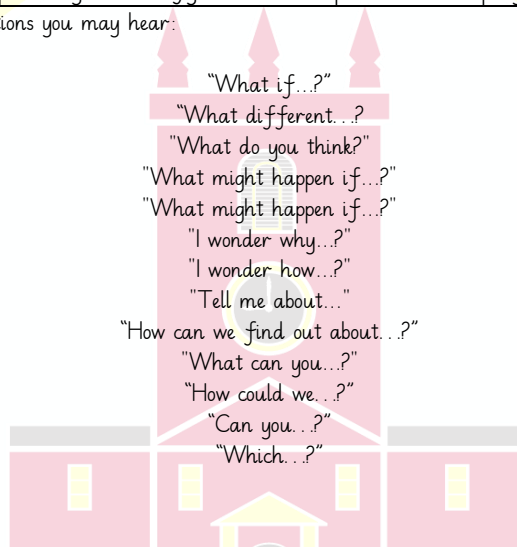 tions you may hear:
“What if...?”
“What different...?
"What do you think?"
"What might happen if...?"
"What might happen if...?"
"I wonder why...?"
"I wonder how...?"
"Tell me about..."
“How can we find out about...?”
"What can you...?"
“How could we...?”
“Can you...?”
“Which...?”